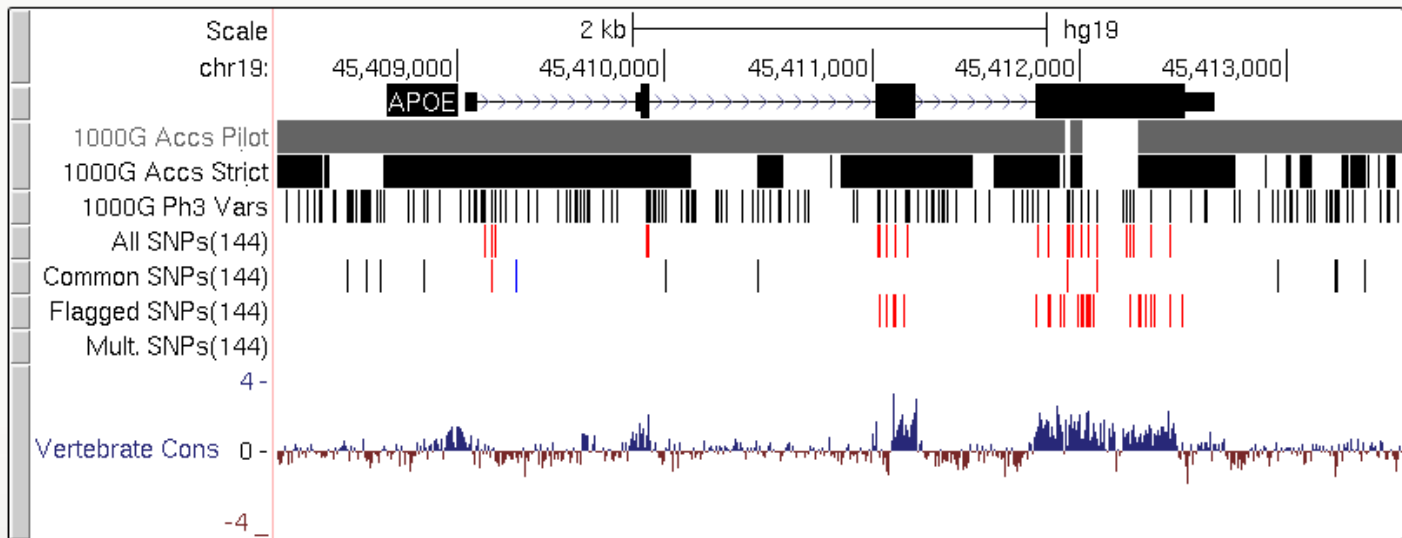 Scale 2 kb hg19
chr19: 45,409,000 45,410,000 45,411,000 45,412,000 45,413,000
APOE
1000G Accs Pilot
1000G Accs Strict
1000G Ph3 Vars
All SNPs(144)
Common SNPs(144)
Flagged SNPs(144)
Mult. SNPs(144)
4 -
Vertebrate Cons 0 -
-4 _